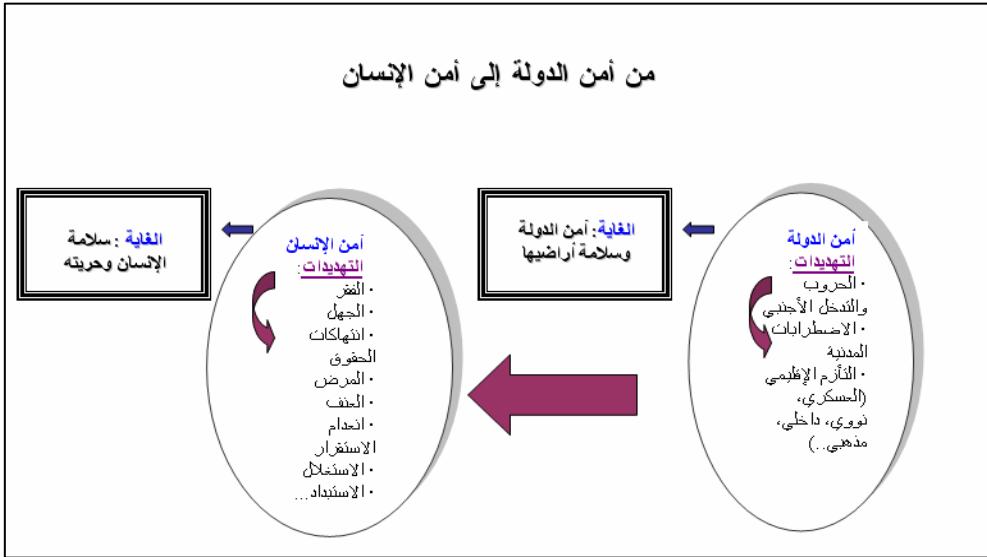 من أمن الدولة إلى أمن الإنسان
أمن الدولة
التهديدات:
· الحروب
والتدخل الأجنبي
· الاضطرابات
المدنية
· التأزم الإقليمي
(العسكري،
نووي، داخلي،
مذهبي..)
الغاية: أمن الدولة
وسلامة أراضيها
أمن الإنسان
التهديدات:
· الفقر
· الجهل
· انتهاكات
الحقوق
· المرض
· العنف
· انعدام
الاستقرار
· الاستغلال
· الاستبداد...
الغاية : سلامة
الإنسان وحريته